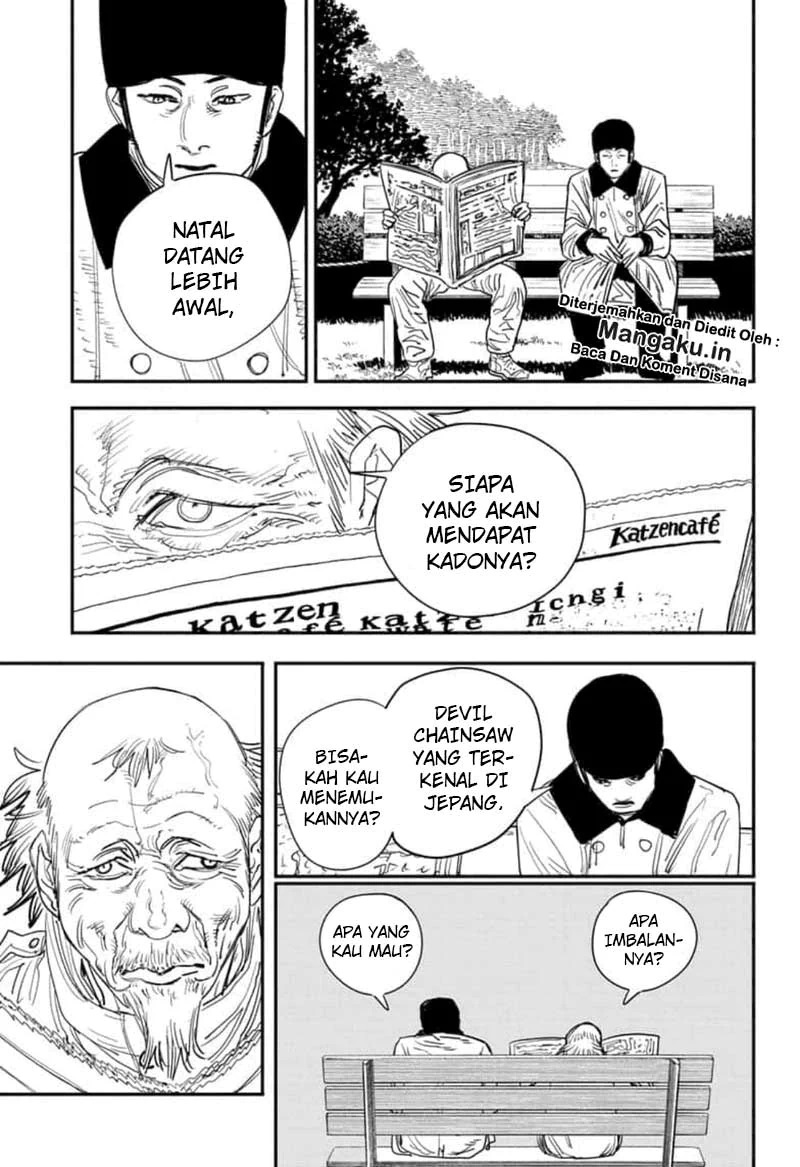 NATAL
DATANG
LEBIH
AWAL,
Diterjemahkan dan Diedit Oleh :
Mangaku.in
Baca Dan Koment Disana
SIAPA
YANG AKAN
MENDAPAT
KADONYA?
Katzencafé
Katzen
DEVIL
CHAINSAW
YANG TER-
KENAL DI
JEPANG.
BISA-
KAH KAU
MENEMU-
KANNYA?
APA
IMBALAN-
NYA?
APA YANG
KAU MAU?